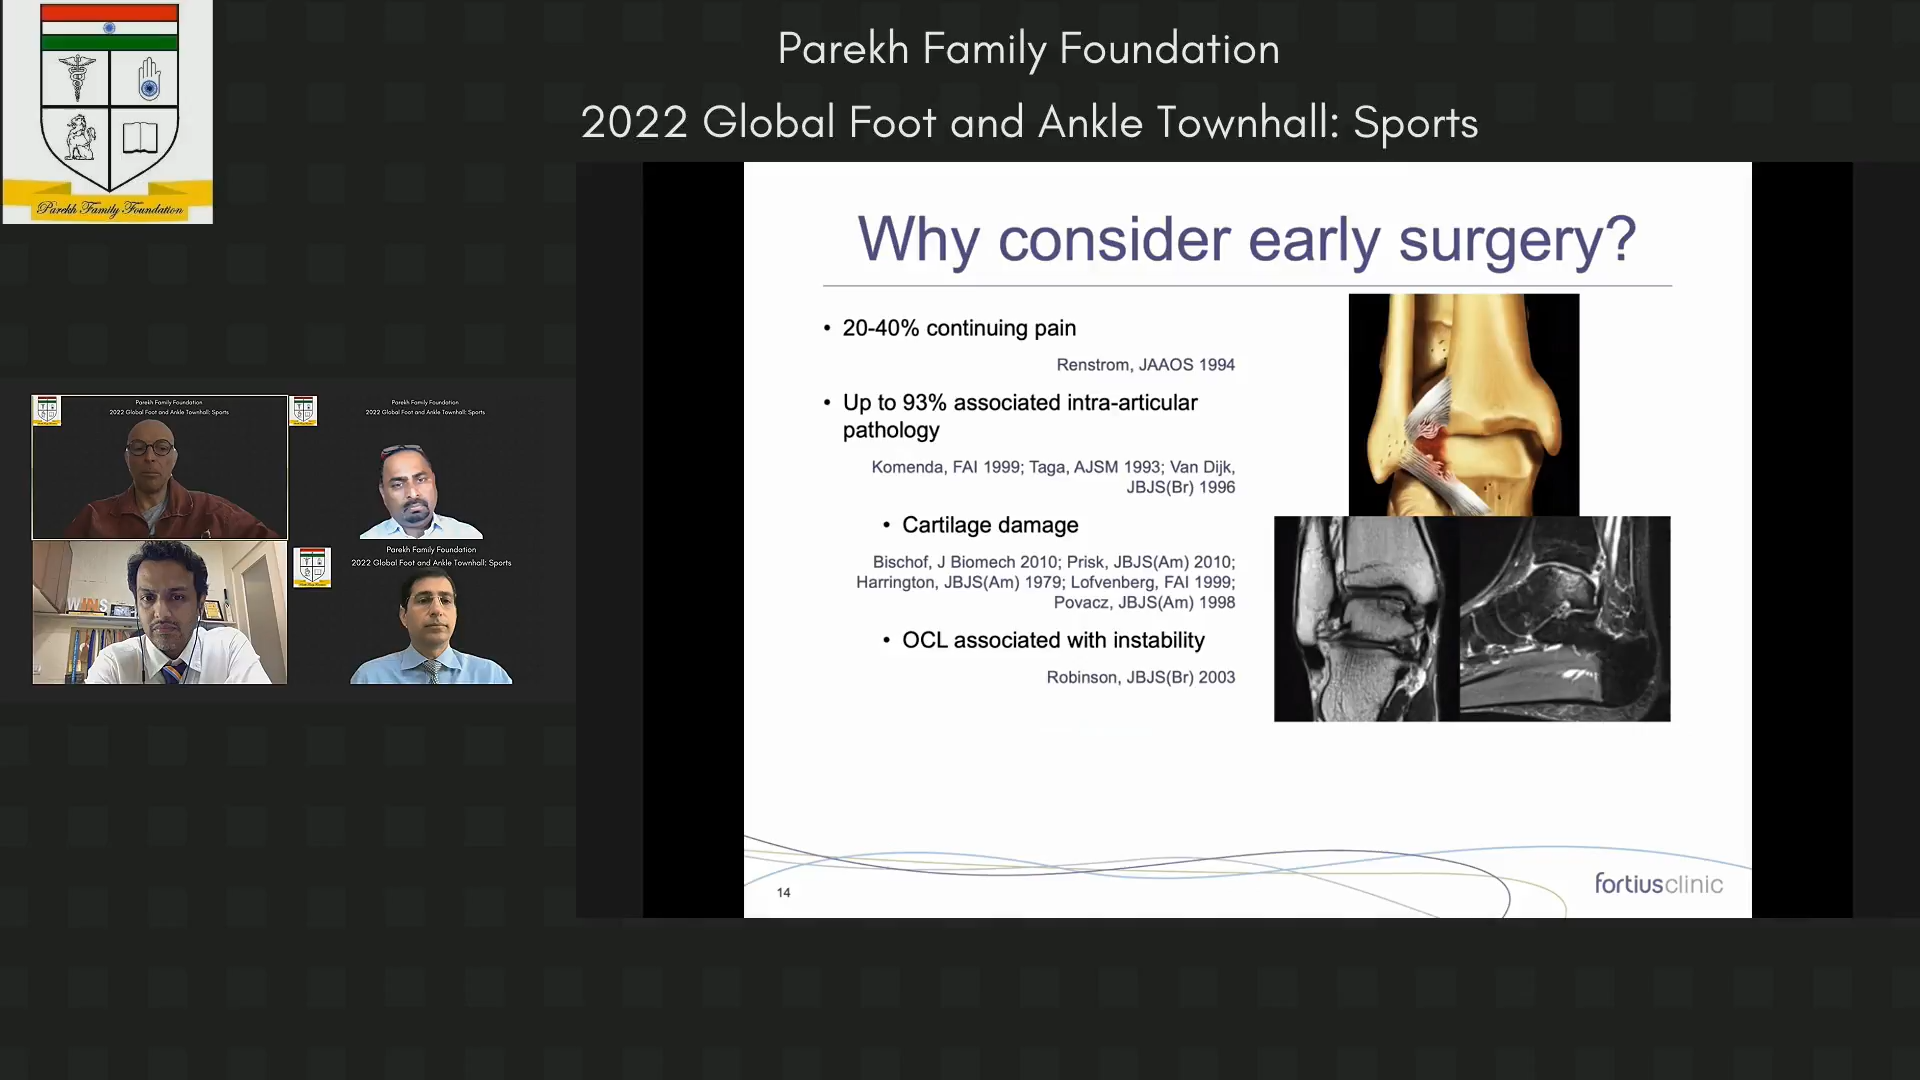 Parekh Family Foundation
2022 Global Foot and Ankle Townhall: Sports
Parekh Family Foundation
Parekh Family Foundation
2022 Global Foot and Ankle Townhall: Sports
Parekh Family Foundation
2022 Global Foot and Ankle Townhall: Sports
WINS
Parekh Family Foundation
2022 Global Foot and Ankle Townhall: Sports
Why consider early surgery?
• 20-40% continuing pain
Renstrom, JAAOS 1994
• Up to 93% associated intra-articular
pathology
Komenda, FAI 1999; Taga, AJSM 1993; Van Dijk,
JBJS(Br) 1996
• Cartilage damage
Bischof, J Biomech 2010; Prisk, JBJS(Am) 2010;
Harrington, JBJS(Am) 1979; Lofvenberg, FAI 1999;
Povacz, JBJS(Am) 1998
• OCL associated with instability
Robinson, JBJS(Br) 2003
14
fortiusclinic